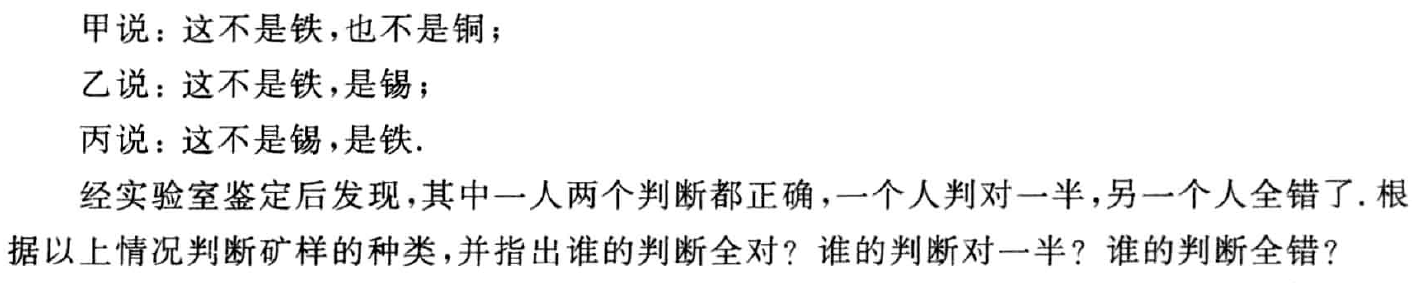 甲说：这不是铁,也不是铜；
乙说：这不是铁,是锡；
丙说：这不是锡,是铁.
经实验室鉴定后发现,其中一人两个判断都正确,一个人判对一半,另一个人全错了.根
据以上情况判断矿样的种类,并指出谁的判断全对？谁的判断对一半？谁的判断全错？